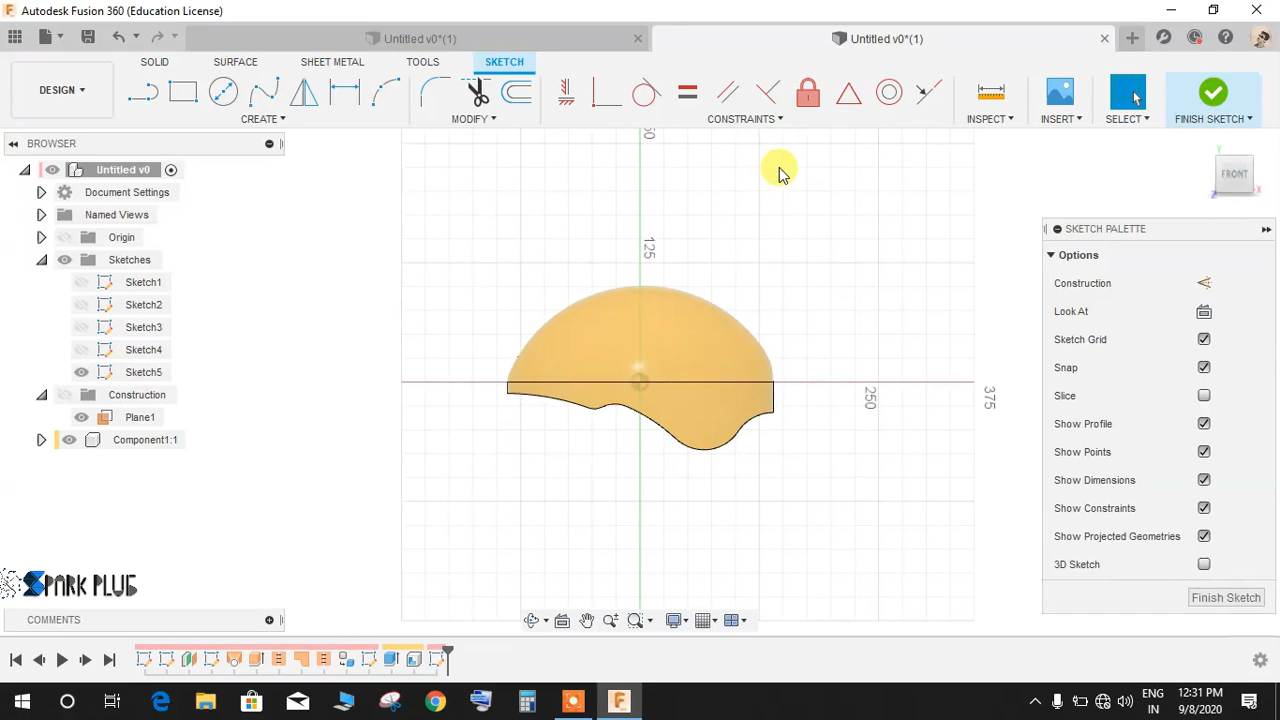 Autodesk Fusion 360 (Education License)
Untitled v0*(1)
Untitled v0*(1)
SOLID
SURFACE
SHEET METAL
TOOLS
SKETCH
DESIGN
CREATE
MODIFY
CONSTRAINTS
INSPECT
INSERT
SELECT
FINISH SKETCH
BROWSER
Untitled v0
Document Settings
Named Views
Origin
Sketches
Sketch1
Sketch2
Sketch3
Sketch4
Sketch5
Construction
Plane1
Component1:1
125
250
375
FRONT
Y
X
Z
SKETCH PALETTE
Options
Construction
Look At
Sketch Grid
Snap
Slice
Show Profile
Show Points
Show Dimensions
Show Constraints
Show Projected Geometries
3D Sketch
Finish Sketch
SPARK PLUG
COMMENTS
ENG
IN
12:31 PM
9/8/2020